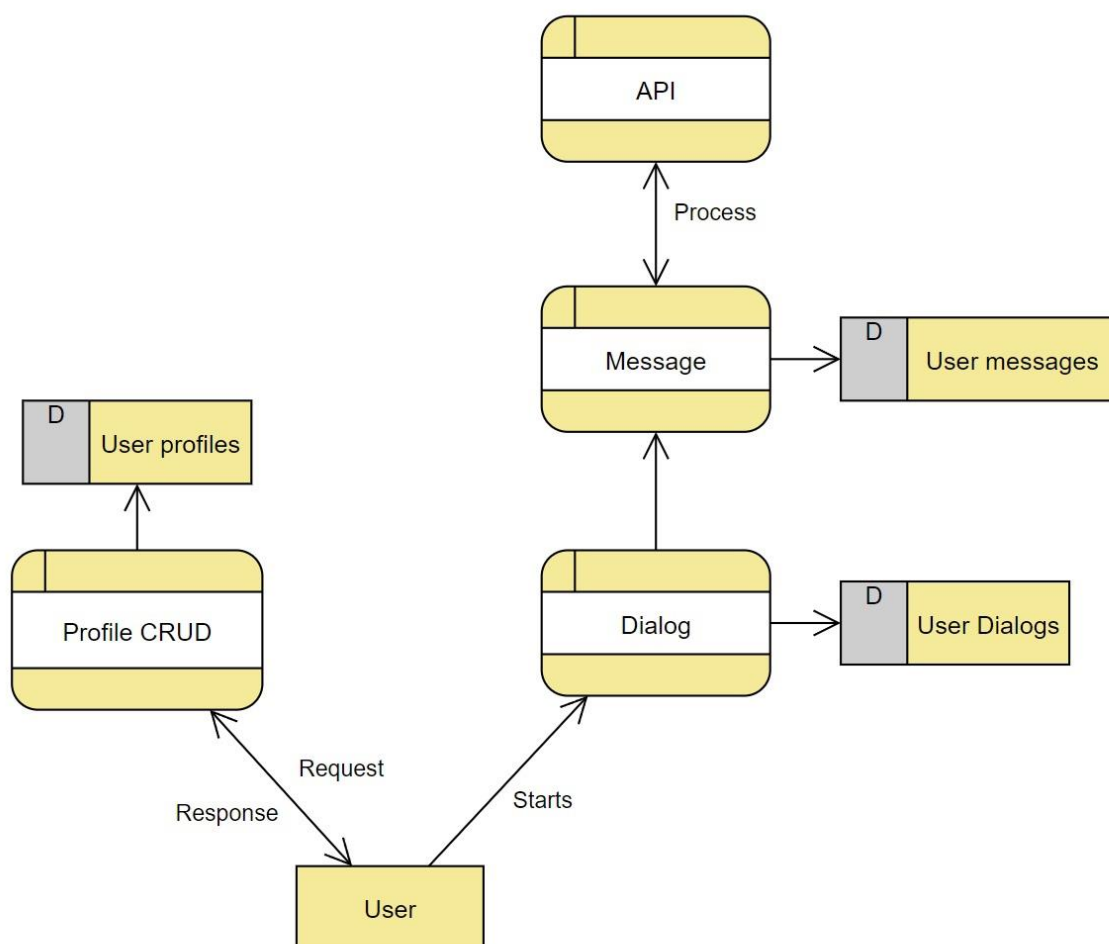 API
Process
D
Message
User messages
D
User profiles
D
Profile CRUD
Dialog
User Dialogs
Request
Response
Starts
User